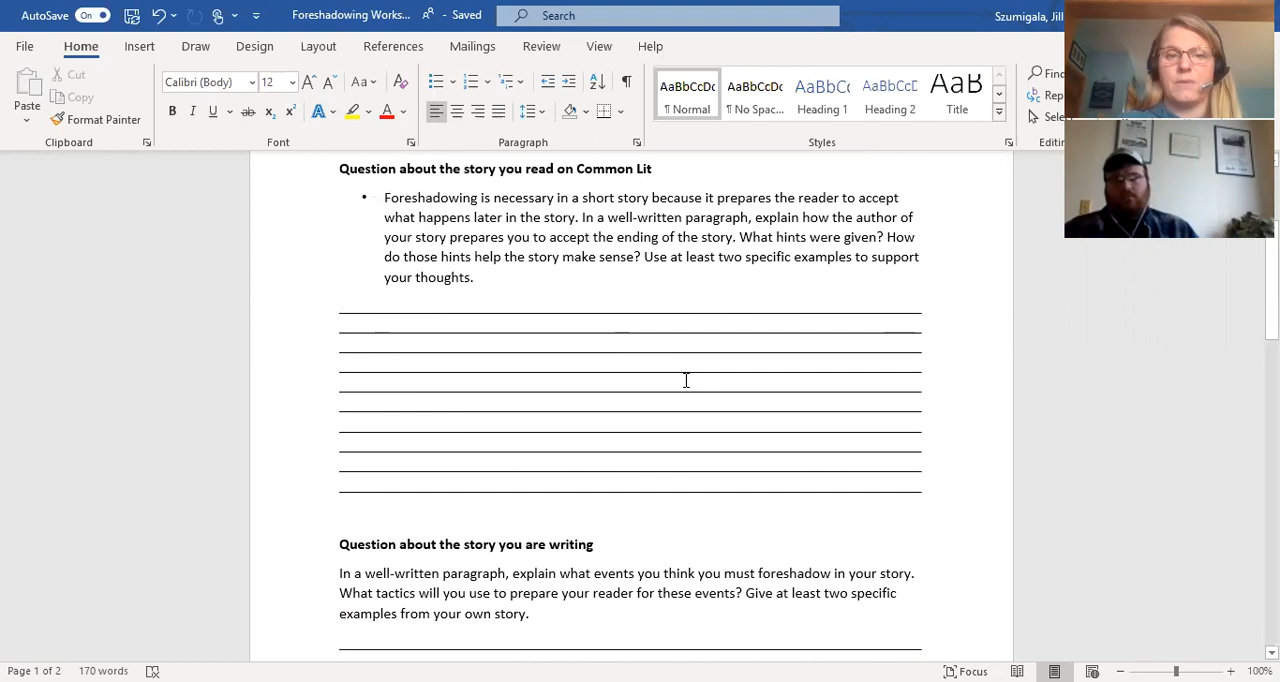 AutoSave On Foreshadowing Works... Saved Search Szumigala, Jill
File Home Insert Draw Design Layout References Mailings Review View Help
Paste
Cut
Copy
Format Painter
Clipboard
Calibri (Body) 12
Font
Paragraph
AaBbCcDc AaBbCcDc AaBbCc AaBbCcD AaB
¶ Normal ¶ No Spac... Heading 1 Heading 2 Title
Styles
Editing
Question about the story you read on Common Lit
• Foreshadowing is necessary in a short story because it prepares the reader to accept
what happens later in the story. In a well-written paragraph, explain how the author of
your story prepares you to accept the ending of the story. What hints were given? How
do those hints help the story make sense? Use at least two specific examples to support
your thoughts.
Question about the story you are writing
In a well-written paragraph, explain what events you think you must foreshadow in your story.
What tactics will you use to prepare your reader for these events? Give at least two specific
examples from your own story.
Page 1 of 2 170 words Focus 100%